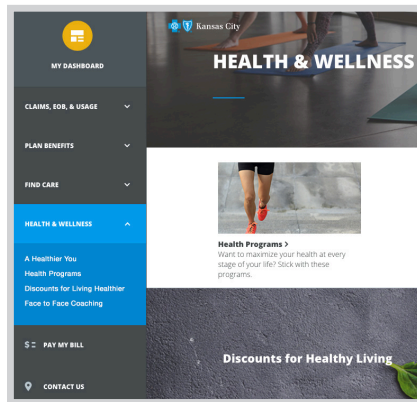 MY DASHBOARD
CLAIMS, EOB, & USAGE
PLAN BENEFITS
FIND CARE
HEALTH & WELLNESS
A Healthier You
Health Programs
Discounts for Living Healthier
Face to Face Coaching
PAY MY BILL
CONTACT US
Kansas City
HEALTH & WELLNESS
Health Programs >
Want to maximize your health at every
stage of your life? Stick with these
programs.
Discounts for Healthy Living